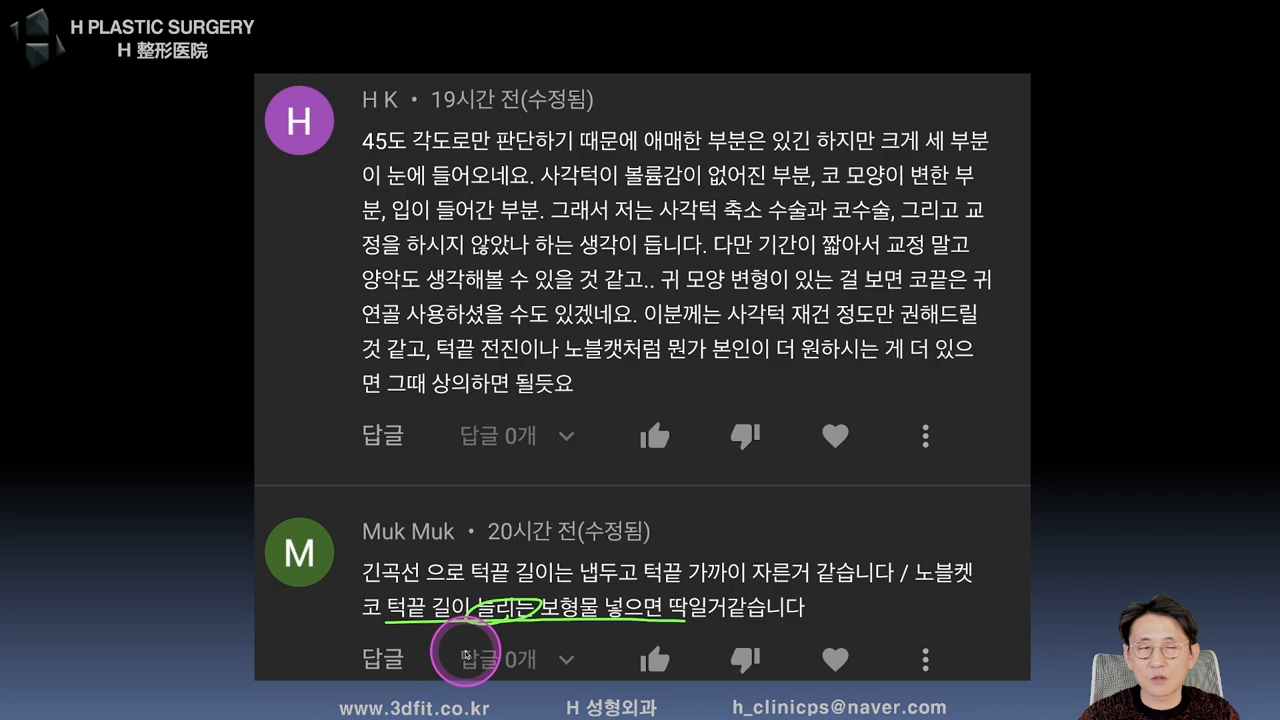 H PLASTIC SURGERY
H 整形医院
H
H K • 19시간 전(수정됨)
45도 각도로만 판단하기 때문에 애매한 부분은 있긴 하지만 크게 세 부분
이 눈에 들어오네요. 사각턱이 볼륨감이 없어진 부분, 코 모양이 변한 부
분, 입이 들어간 부분. 그래서 저는 사각턱 축소 수술과 코수술, 그리고 교
정을 하시지 않았나 하는 생각이 듭니다. 다만 기간이 짧아서 교정 말고
양악도 생각해볼 수 있을 것 같고.. 귀 모양 변형이 있는 걸 보면 코끝은 귀
연골 사용하셨을 수도 있겠네요. 이분께는 사각턱 재건 정도만 권해드릴
것 같고, 턱끝 전진이나 노블캣처럼 뭔가 본인이 더 원하시는 게 더 있으
면 그때 상의하면 될듯요
답글 답글 0개
M
Muk Muk • 20시간 전(수정됨)
긴곡선 으로 턱끝 길이는 냅두고 턱끝 가까이 자른거 같습니다 / 노블켓
코 턱끝 길이 늘리는 보형물 넣으면 딱일거같습니다
답글 답글 0개
www.3dfit.co.kr H 성형외과 h_clinicps@naver.com